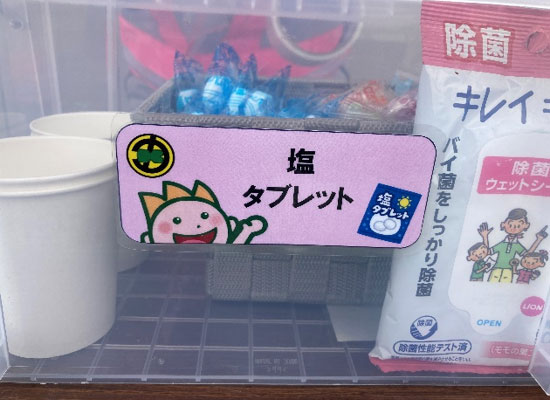 塩
タブレット
塩
タブレット
除菌
キレイ
バイ菌をしっかり除菌
除菌
ウェットシー
LION
OPEN
除菌
除菌性能テスト済